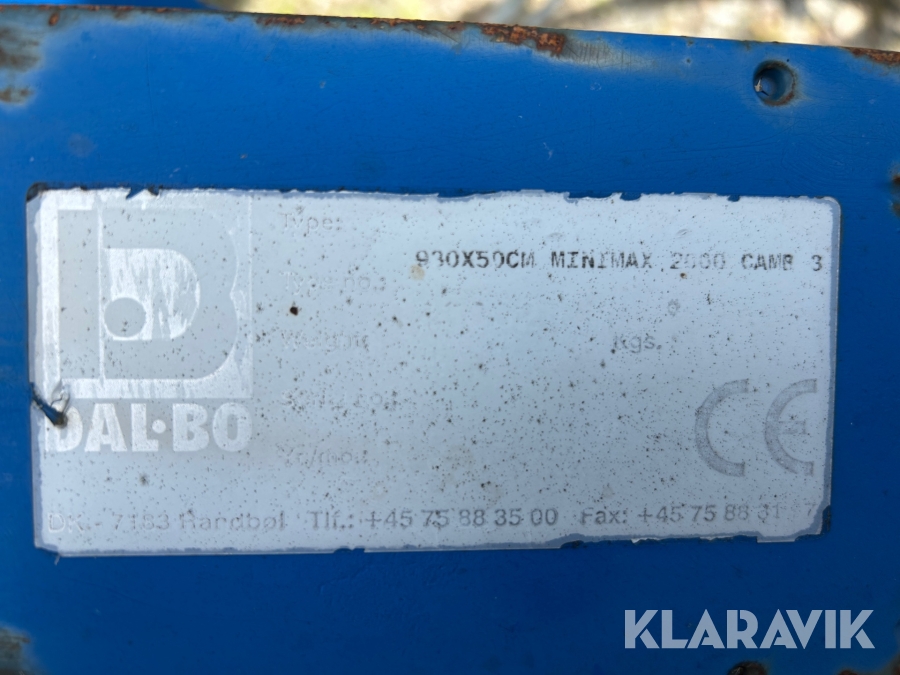 Type:
930X50CM MINIMAX 2000 CAMB 3
Kgs.
CE
DAL·BO
DK - 7183 Randbøl Tlf.: +45 75 88 35 00 Fax: +45 75 88
KLARAVIK